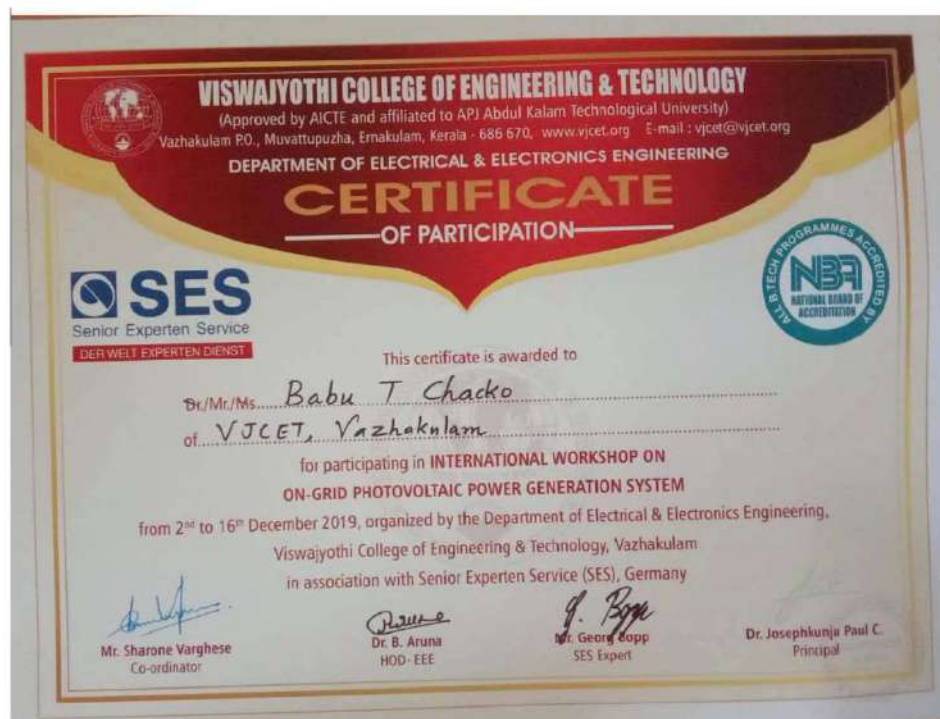 VISWAJYOTHI COLLEGE OF ENGINEERING & TECHNOLOGY
(Approved by AICTE and affiliated to APJ Abdul Kalam Technological University)
Vazhakulam P.O., Muvattupuzha, Ernakulam, Kerala - 686 670, www.vjcet.org E-mail : vjcet@vjcet.org
DEPARTMENT OF ELECTRICAL & ELECTRONICS ENGINEERING
CERTIFICATE
OF PARTICIPATION
SES
Senior Experten Service
DER WELT EXPERTEN DIENST
ALL B.TECH PROGRAMMES ACCREDITED BY
NBA
NATIONAL BOARD OF
ACCREDITATION
This certificate is awarded to
Dr./Mr./Ms. Babu T Chacko
of VJCET, Vazhakulam
for participating in INTERNATIONAL WORKSHOP ON
ON-GRID PHOTOVOLTAIC POWER GENERATION SYSTEM
from 2nd to 16th December 2019, organized by the Department of Electrical & Electronics Engineering,
Viswajyothi College of Engineering & Technology, Vazhakulam
in association with Senior Experten Service (SES), Germany
Mr. Sharone Varghese
Co-ordinator
Dr. B. Aruna
HOD- EEE
Mr. Georg Bopp
SES Expert
Dr. Josephkunju Paul C.
Principal